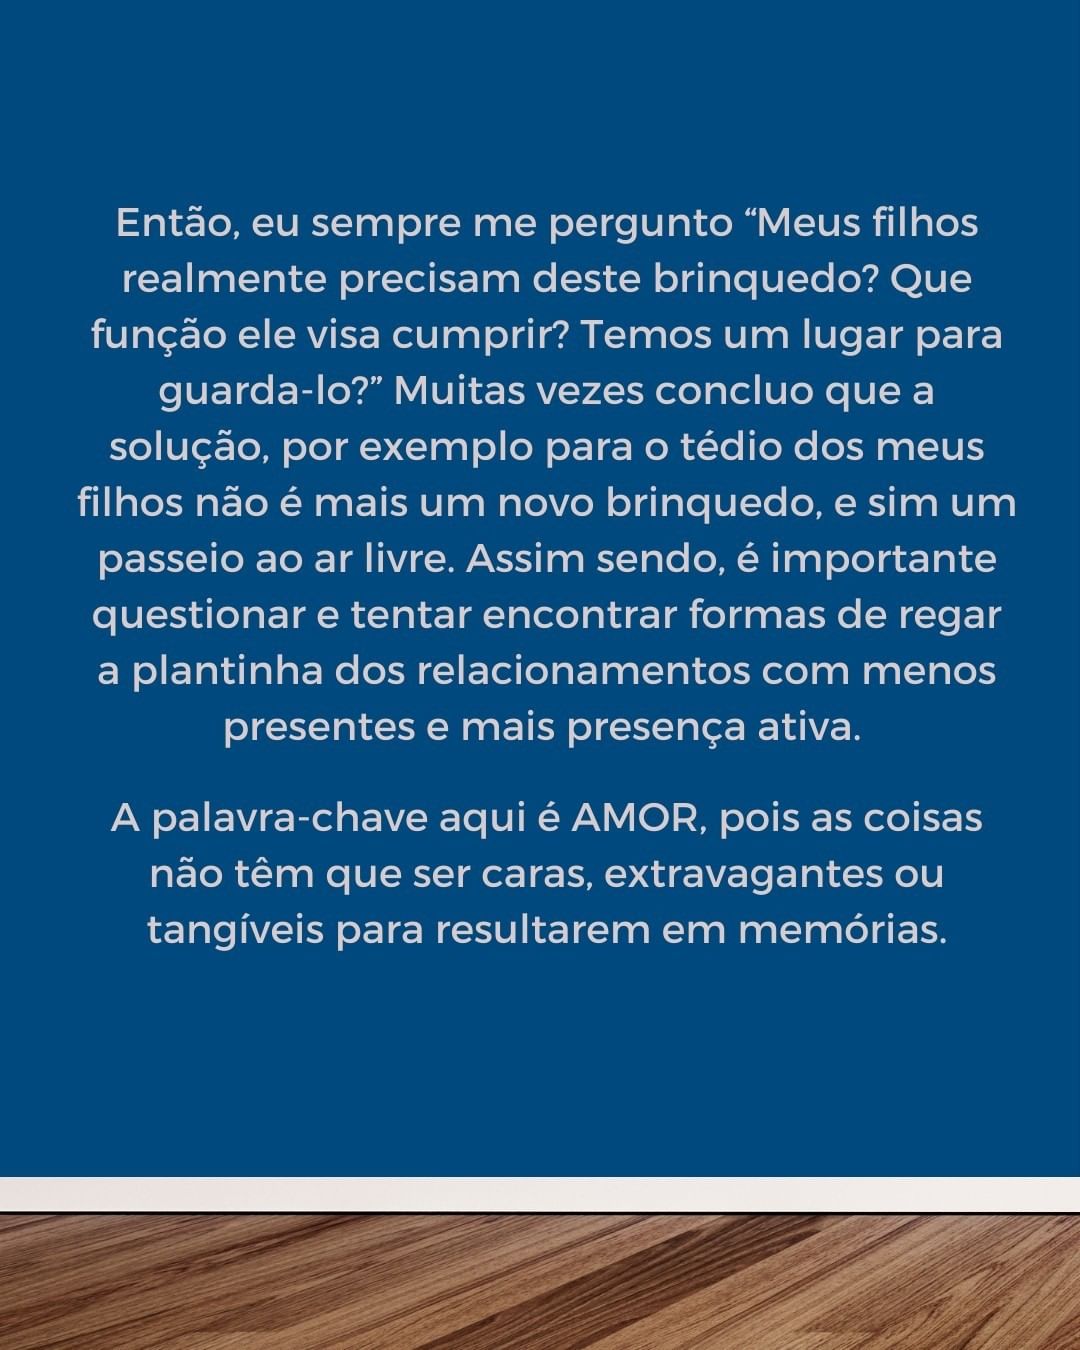 Então, eu sempre me pergunto “Meus filhos
realmente precisam deste brinquedo? Que
função ele visa cumprir? Temos um lugar para
guarda-lo?” Muitas vezes concluo que a
solução, por exemplo para o tédio dos meus
filhos não é mais um novo brinquedo, e sim um
passeio ao ar livre. Assim sendo, é importante
questionar e tentar encontrar formas de regar
a plantinha dos relacionamentos com menos
presentes e mais presença ativa.
A palavra-chave aqui é AMOR, pois as coisas
não têm que ser caras, extravagantes ou
tangíveis para resultarem em memórias.